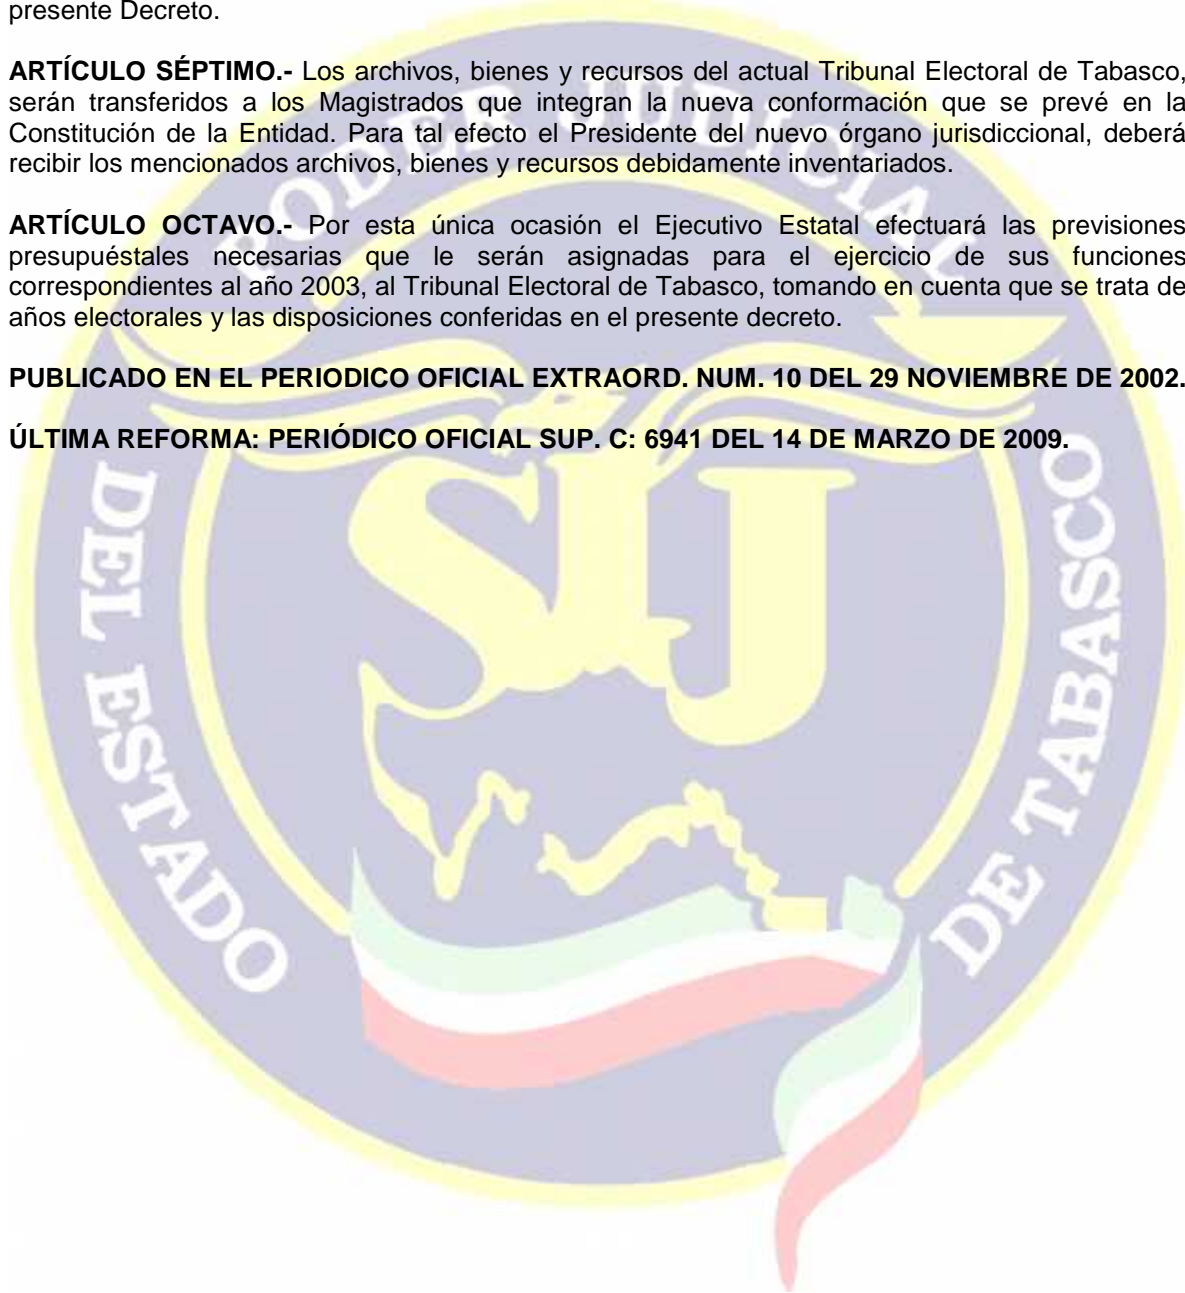 presente Decreto.
ARTÍCULO SÉPTIMO.- Los archivos, bienes y recursos del actual Tribunal Electoral de Tabasco,
serán transferidos a los Magistrados que integran la nueva conformación que se prevé en la
Constitución de la Entidad. Para tal efecto el Presidente del nuevo órgano jurisdiccional, deberá
recibir los mencionados archivos, bienes y recursos debidamente inventariados.
ARTÍCULO OCTAVO.- Por esta única ocasión el Ejecutivo Estatal efectuará las previsiones
presupuéstales necesarias que le serán asignadas para el ejercicio de sus funciones
correspondientes al año 2003, al Tribunal Electoral de Tabasco, tomando en cuenta que se trata de
años electorales y las disposiciones conferidas en el presente decreto.
PUBLICADO EN EL PERIODICO OFICIAL EXTRAORD. NUM. 10 DEL 29 NOVIEMBRE DE 2002.
ÚLTIMA REFORMA: PERIÓDICO OFICIAL SUP. C: 6941 DEL 14 DE MARZO DE 2009.
PODER JUDICIAL
DEL ESTADO
DE TABASCO
STJ